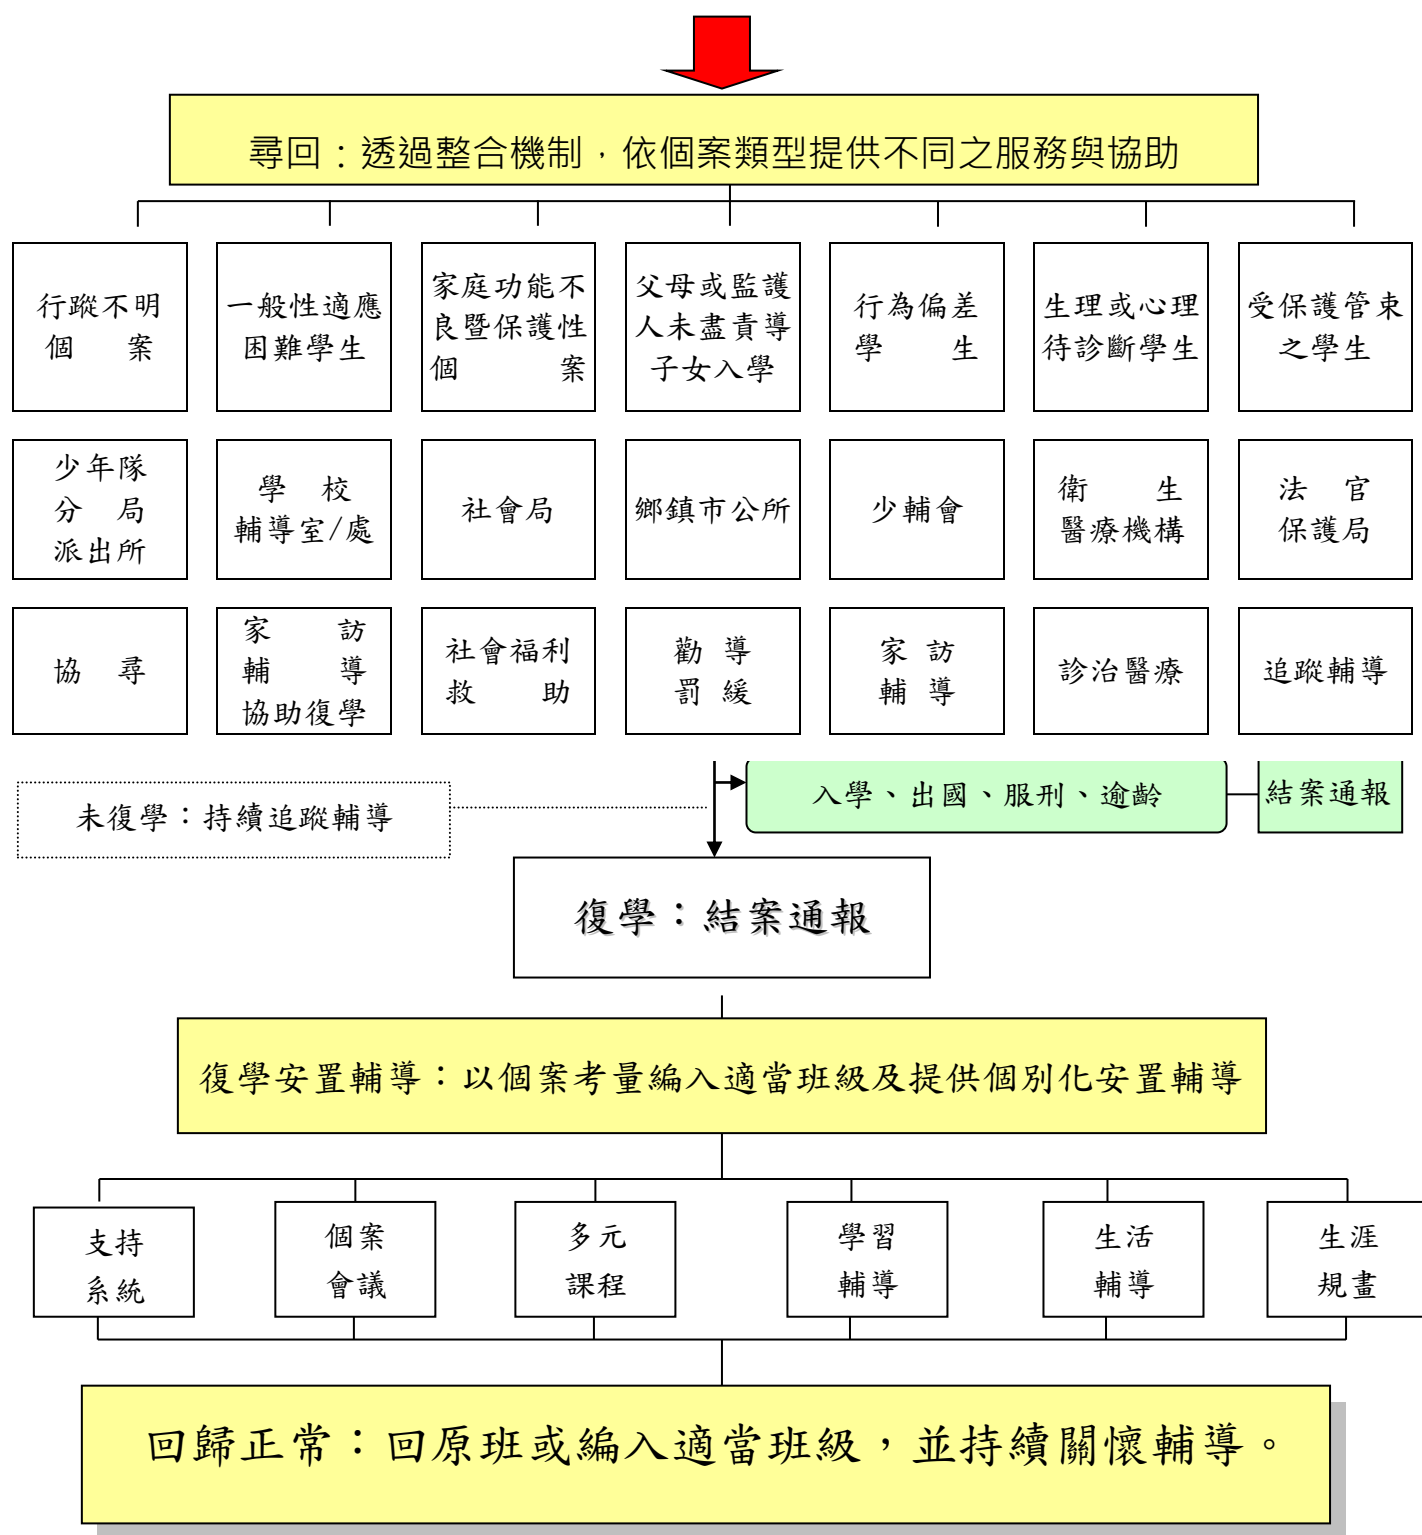 尋回：透過整合機制，依個案類型提供不同之服務與協助
行蹤不明
個案
一般性適應
困難學生
家庭功能不
良暨保護性
個案
父母或監護
人未盡責導
子女入學
行為偏差
學生
生理或心理
待診斷學生
受保護管束
之學生
少年隊
分局
派出所
學校
輔導室/處
社會局
鄉鎮市公所
少輔會
衛生
醫療機構
法官
保護局
協尋
家訪
輔導
協助復學
社會福利
救助
勸導
罰緩
家訪
輔導
診治醫療
追蹤輔導
未復學：持續追蹤輔導
入學、出國、服刑、逾齡
結案通報
復學：結案通報
復學安置輔導：以個案考量編入適當班級及提供個別化安置輔導
支持
系統
個案
會議
多元
課程
學習
輔導
生活
輔導
生涯
規畫
回歸正常：回原班或編入適當班級，並持續關懷輔導。